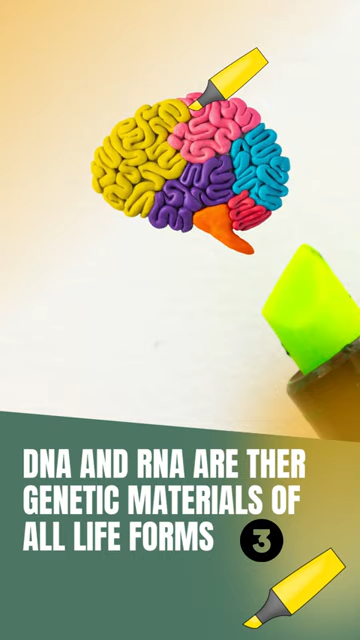 DNA AND RNA ARE THER
GENETIC MATERIALS OF
ALL LIFE FORMS 3